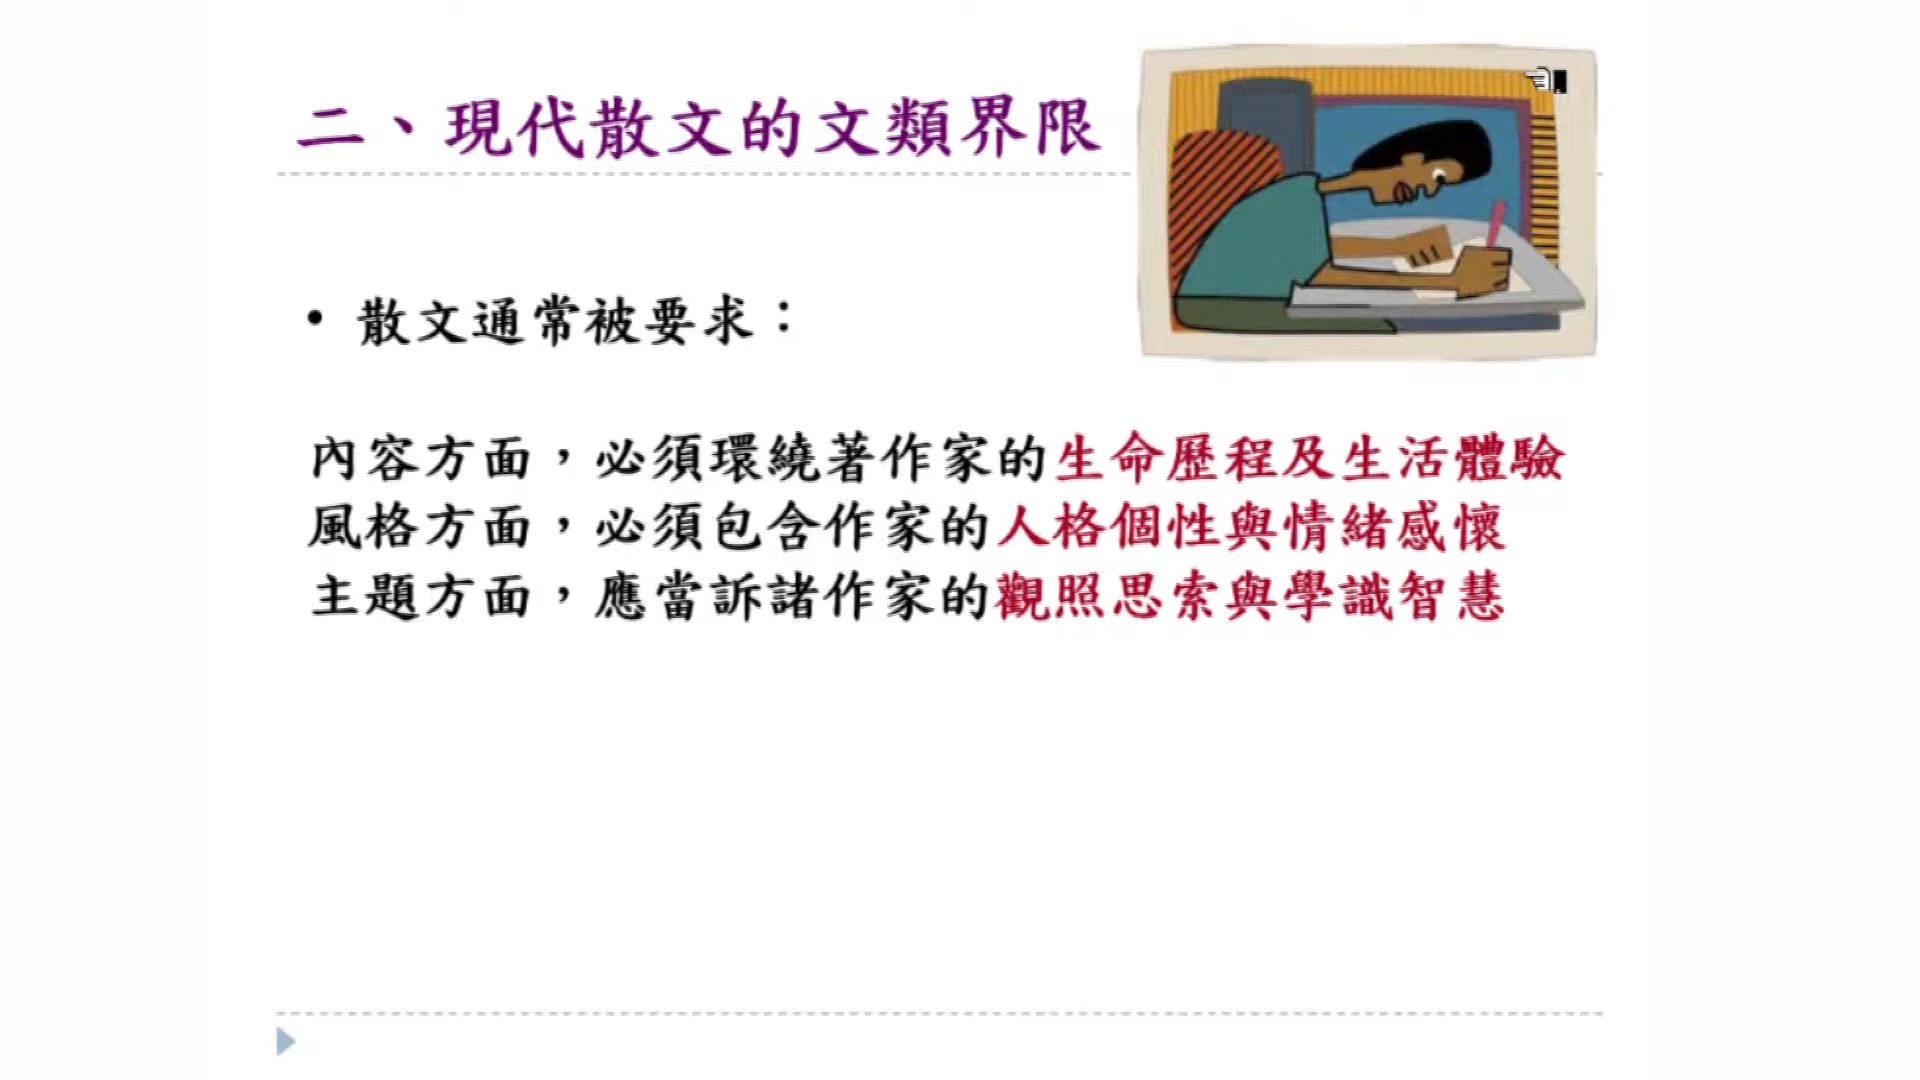 二、現代散文的文類界限
• 散文通常被要求：
內容方面，必須環繞著作家的生命歷程及生活體驗
風格方面，必須包含作家的人格個性與情緒感懷
主題方面，應當訴諸作家的觀照思索與學識智慧